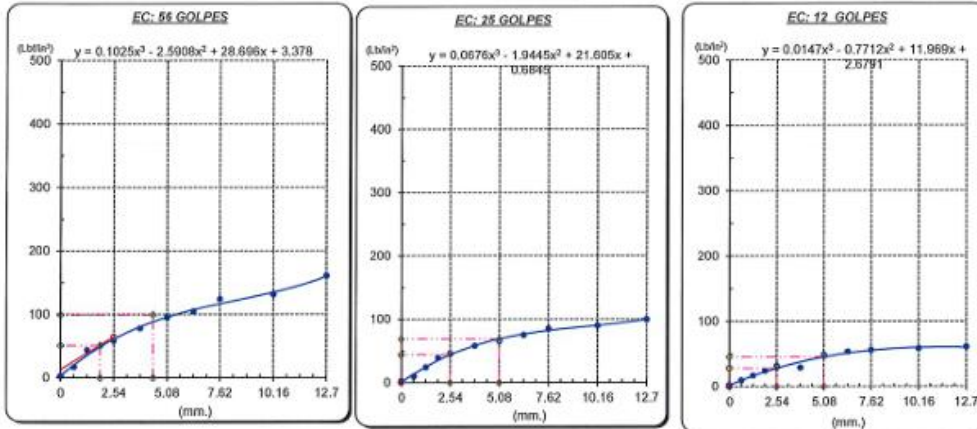 EC: 56 GOLPES
(Lbf/in²)
y = 0.1025x³ - 2.5908x² + 28.696x + 3.378
500
400
300
200
100
0
0 2.54 5.08 7.62 10.16 12.7
(mm.)
EC: 25 GOLPES
(Lb/in²)
y = 0.0676x³ - 1.9445x² + 21.605x +
0.6845
500
400
300
200
100
0
0 2.54 5.08 7.62 10.16 12.7
(mm.)
EC: 12 GOLPES
(Lb/in²)
y = 0.0147x³ - 0.7712x² + 11.969x +
2.6791
500
400
300
200
100
0
0 2.54 5.08 7.62 10.16 12.7
(mm.)